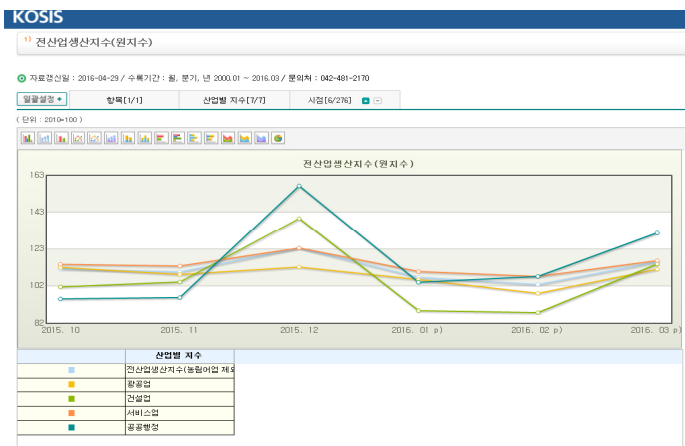 KOSIS
1) 전산업생산지수(원지수)
자료갱신일 : 2016-04-29 / 수록기간 : 월, 분기, 년 2000.01 ~ 2016.03 / 문의처 : 042-481-2170
일괄설정 + 항목[1/1] 산업별 지수[7/7] 시점[6/276]
( 단위 : 2010=100 )
전산업생산지수(원지수)
163
143
123
102
82
2015. 10 2015. 11 2015. 12 2016. 01 p) 2016. 02 p) 2016. 03 p)
산업별 지수
전산업생산지수(농림어업 제외
광공업
건설업
서비스업
공공행정